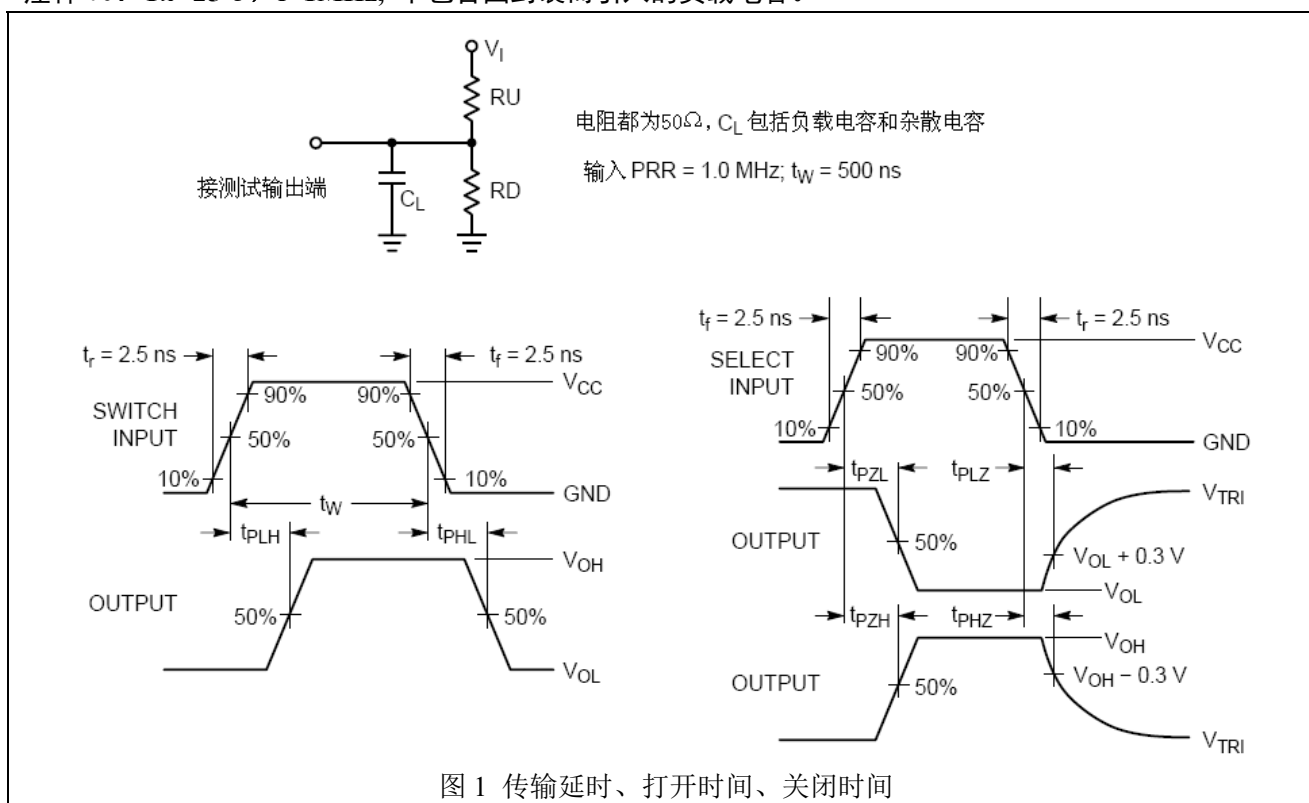 V_I
RU
电阻都为50Ω, C_L 包括负载电容和杂散电容
输入 PRR = 1.0 MHz; t_W = 500 ns
接测试输出端
C_L
RD
t_r = 2.5 ns
t_f = 2.5 ns
V_CC
SWITCH
INPUT
90%
90%
50%
50%
10%
10%
GND
t_W
t_PLH
t_PHL
V_OH
OUTPUT
50%
50%
V_OL
t_f = 2.5 ns
t_r = 2.5 ns
V_CC
SELECT
INPUT
90%
90%
50%
50%
10%
10%
GND
t_PZL
t_PLZ
V_TRI
OUTPUT
50%
V_OL + 0.3 V
V_OL
t_PZH
t_PHZ
V_OH
OUTPUT
50%
V_OH − 0.3 V
V_TRI
图 1 传输延时、打开时间、关闭时间